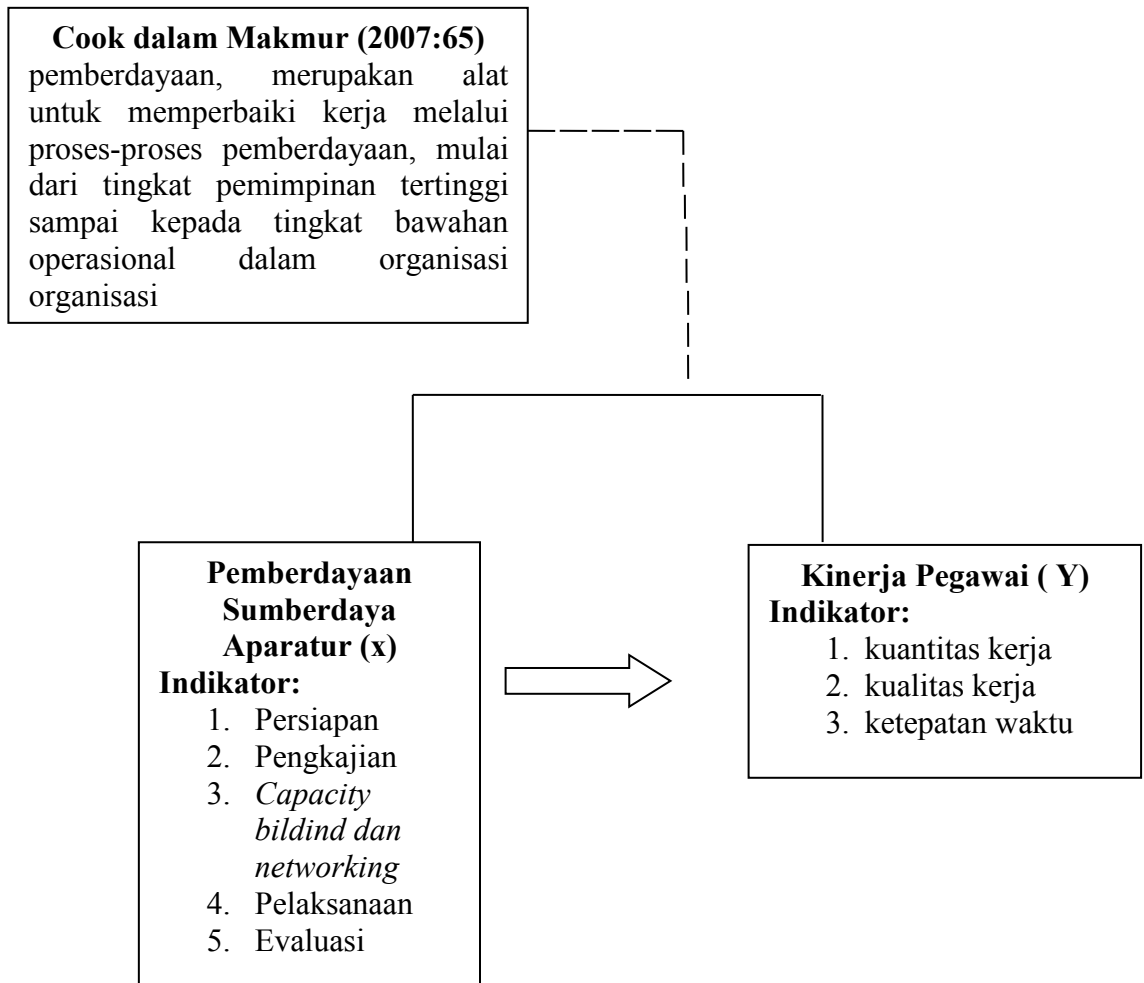 Cook dalam Makmur (2007:65)
pemberdayaan, merupakan alat
untuk memperbaiki kerja melalui
proses-proses pemberdayaan, mulai
dari tingkat pemimpinan tertinggi
sampai kepada tingkat bawahan
operasional dalam organisasi
organisasi
Pemberdayaan
Sumberdaya
Aparatur (x)
Indikator:
1. Persiapan
2. Pengkajian
3. Capacity
bildind dan
networking
4. Pelaksanaan
5. Evaluasi
Kinerja Pegawai ( Y)
Indikator:
1. kuantitas kerja
2. kualitas kerja
3. ketepatan waktu